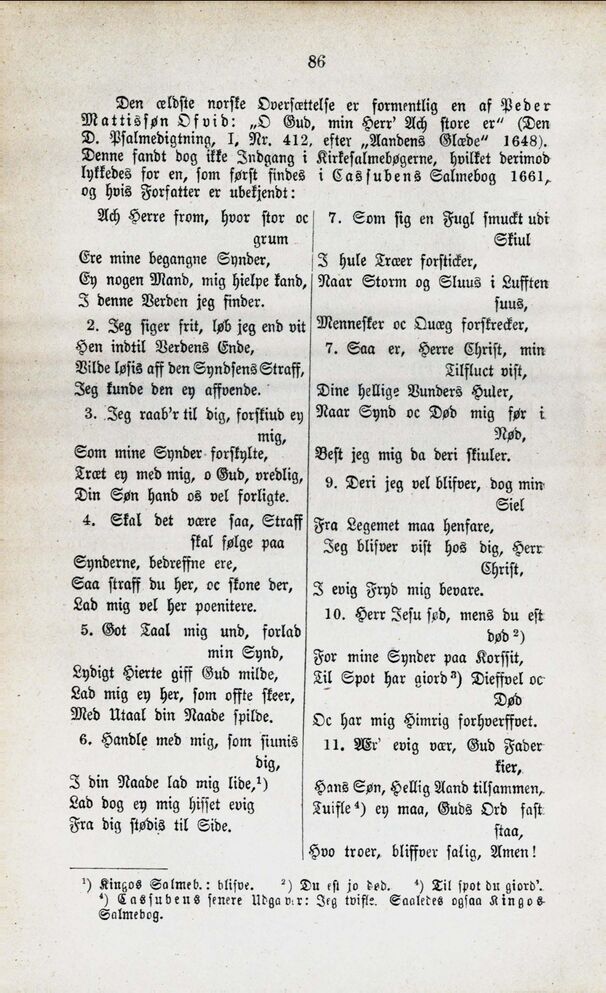 86
Den ældste norske Oversættelse er formentlig en af Peder
Mattissøn Ofvid: „O Gud, min Herr' Ach store er“ (Den
D. Psalmedigtning, I, Nr. 412, efter „Aandens Glæde“ 1648).
Denne fandt dog ikke Indgang i Kirkesalmebøgerne, hvilket derimod
lykkedes for en, som først findes i Cassubens Salmebog 1661,
og hvis Forfatter er ubekjendt:
Ach Herre from, hvor stor oc
grum
Ere mine begangne Synder,
Ey nogen Mand, mig hielpe kand,
I denne Verden jeg finder.
2. Jeg siger frit, løb jeg end vit
Hen indtil Verdens Ende,
Vilde løsis aff den Syndsens Straff,
Jeg kunde den ey affvende.
3. Jeg raab'r til dig, forskiud ey
mig,
Som mine Synder forskylte,
Træt ey med mig, o Gud, vredlig,
Din Søn hand os vel forligte.
4. Skal det være saa, Straff
skal følge paa
Synderne, bedreffne ere,
Saa straff du her, oc skone der,
Lad mig vel her poenitere.
5. Got Taal mig und, forlad
min Synd,
Lydigt Hierte giff Gud milde,
Lad mig ey her, som offte skeer,
Med Utaal din Naade spilde.
6. Handle med mig, som siunis
dig,
I din Naade lad mig lide,¹)
Lad dog ey mig hisset evig
Fra dig stødis til Side.
7. Som sig en Fugl smuckt udi
Skiul
I hule Træer forsticker,
Naar Storm og Sluus i Lufften
suus,
Mennesker oc Quæg forskrecker,
7. Saa er, Herre Christ, min
Tilfluct vist,
Dine hellige Vunders Huler,
Naar Synd oc Død mig før i
Nød,
Best jeg mig da deri skiuler.
9. Deri jeg vel blifver, dog min
Siel
Fra Legemet maa henfare,
Jeg blifver vist hos dig, Herr
Christ,
I evig Fryd mig bevare.
10. Herr Jesu sød, mens du est
død²)
For mine Synder paa Korssit,
Til Spot har giord³) Dieffvel oc
Død
Oc har mig Himrig forhverffvet.
11. Ær' evig vær, Gud Fader
kier,
Hans Søn, Hellig Aand tilsammen,
Tuifle⁴) ey maa, Guds Ord fast
staa,
Hvo troer, bliffver salig, Amen!
¹) Kingos Salmeb.: blifve. ²) Du est jo død. ⁴) Til spot du giord'.
⁴) Cassubens senere Udgaver: Jeg tvifle. Saaledes ogsaa Kingos
Salmebog.